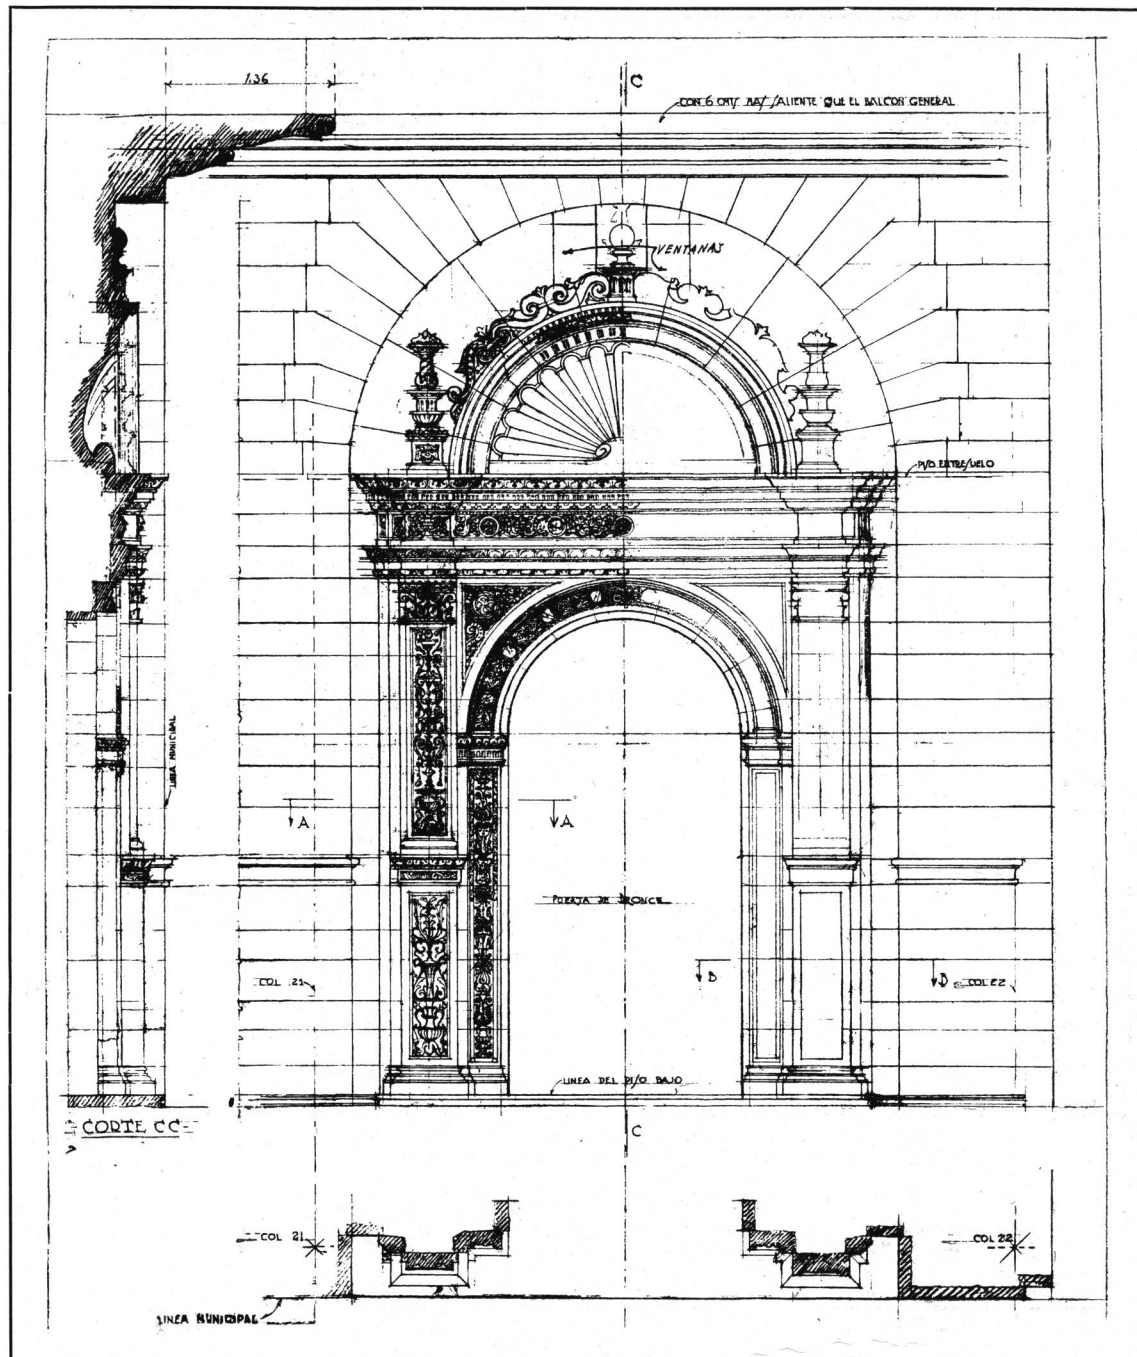 1.36
C
CON 6 CMS MAS SALIENTE QUE EL BALCON GENERAL
VENTANAS
PISO ENTRESUELO
LINEA MUNICIPAL
A
A
PUERTA DE BRONCE
COL 21
B
B
COL 22
LINEA DEL PISO BAJO
CORTE CC
C
COL 21
COL 22
LINEA MUNICIPAL